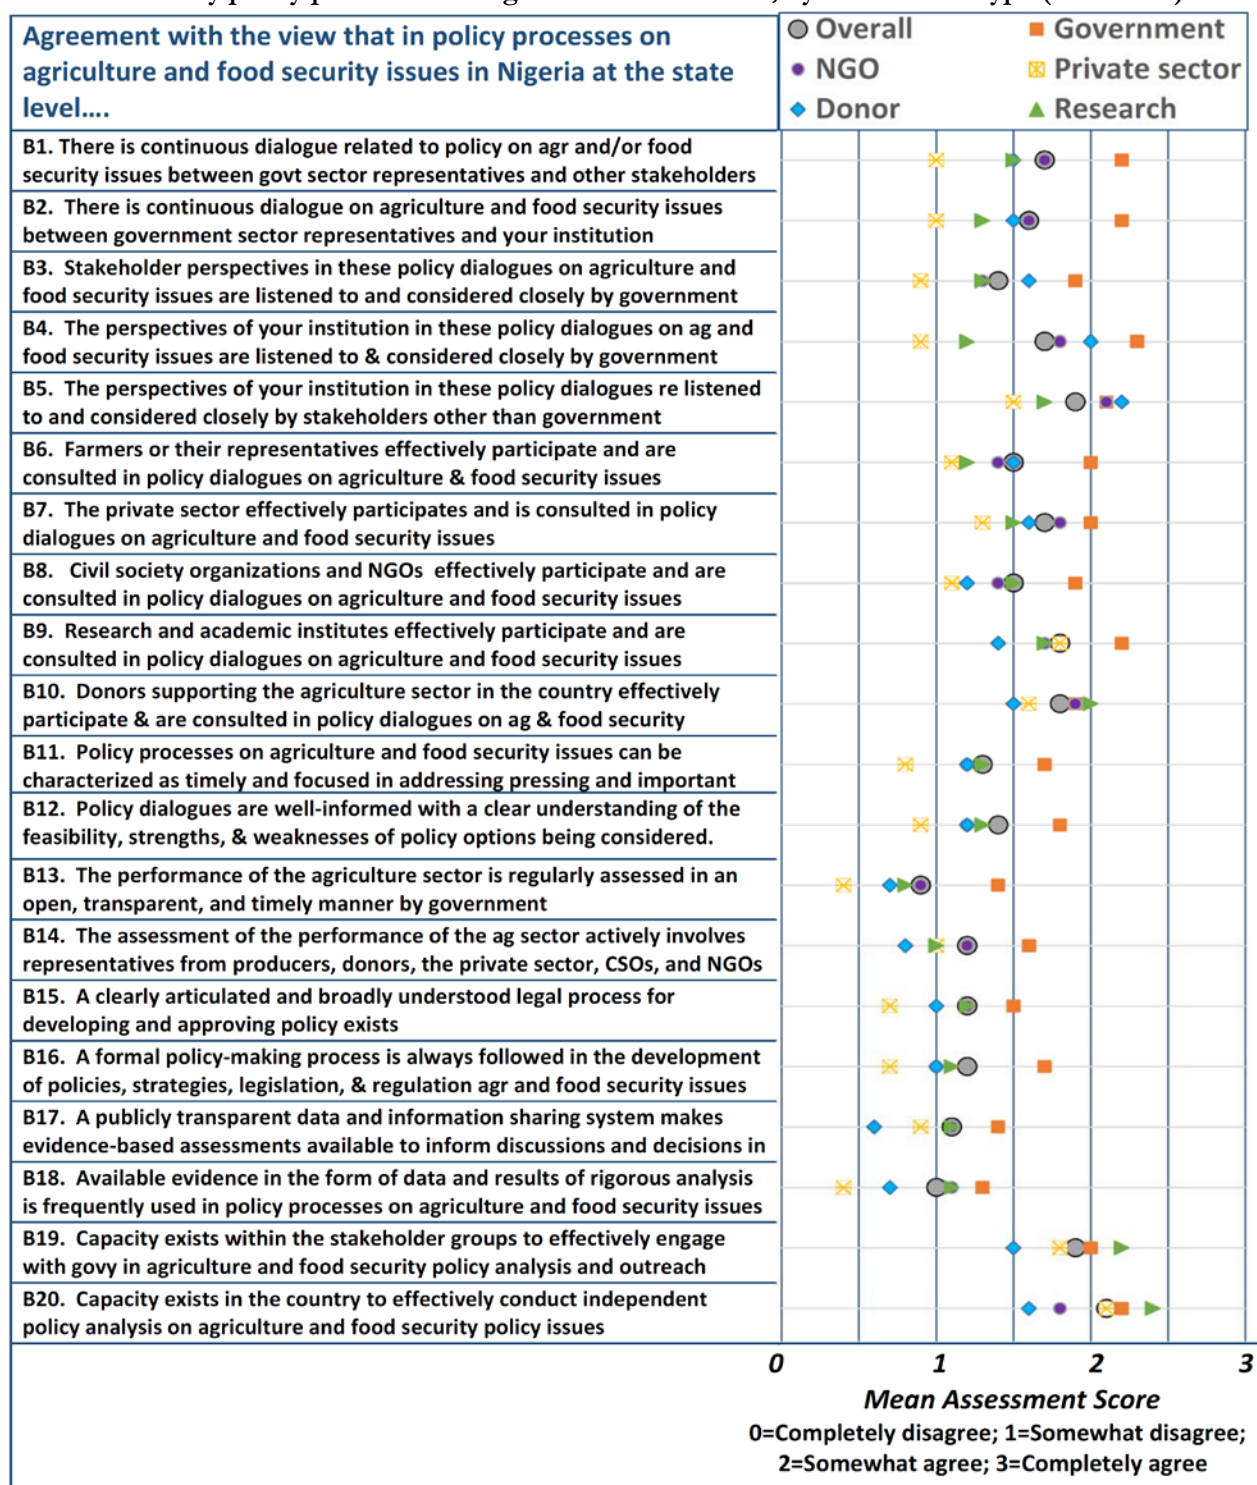 Agreement with the view that in policy processes on
agriculture and food security issues in Nigeria at the state
level....
Overall
Government
NGO
Private sector
Donor
Research
B1. There is continuous dialogue related to policy on agr and/or food
security issues between govt sector representatives and other stakeholders
B2. There is continuous dialogue on agriculture and food security issues
between government sector representatives and your institution
B3. Stakeholder perspectives in these policy dialogues on agriculture and
food security issues are listened to and considered closely by government
B4. The perspectives of your institution in these policy dialogues on ag and
food security issues are listened to & considered closely by government
B5. The perspectives of your institution in these policy dialogues re listened
to and considered closely by stakeholders other than government
B6. Farmers or their representatives effectively participate and are
consulted in policy dialogues on agriculture & food security issues
B7. The private sector effectively participates and is consulted in policy
dialogues on agriculture and food security issues
B8. Civil society organizations and NGOs effectively participate and are
consulted in policy dialogues on agriculture and food security issues
B9. Research and academic institutes effectively participate and are
consulted in policy dialogues on agriculture and food security issues
B10. Donors supporting the agriculture sector in the country effectively
participate & are consulted in policy dialogues on ag & food security
B11. Policy processes on agriculture and food security issues can be
characterized as timely and focused in addressing pressing and important
B12. Policy dialogues are well-informed with a clear understanding of the
feasibility, strengths, & weaknesses of policy options being considered.
B13. The performance of the agriculture sector is regularly assessed in an
open, transparent, and timely manner by government
B14. The assessment of the performance of the ag sector actively involves
representatives from producers, donors, the private sector, CSOs, and NGOs
B15. A clearly articulated and broadly understood legal process for
developing and approving policy exists
B16. A formal policy-making process is always followed in the development
of policies, strategies, legislation, & regulation agr and food security issues
B17. A publicly transparent data and information sharing system makes
evidence-based assessments available to inform discussions and decisions in
B18. Available evidence in the form of data and results of rigorous analysis
is frequently used in policy processes on agriculture and food security issues
B19. Capacity exists within the stakeholder groups to effectively engage
with govy in agriculture and food security policy analysis and outreach
B20. Capacity exists in the country to effectively conduct independent
policy analysis on agriculture and food security policy issues
0 1 2 3
Mean Assessment Score
0=Completely disagree; 1=Somewhat disagree;
2=Somewhat agree; 3=Completely agree